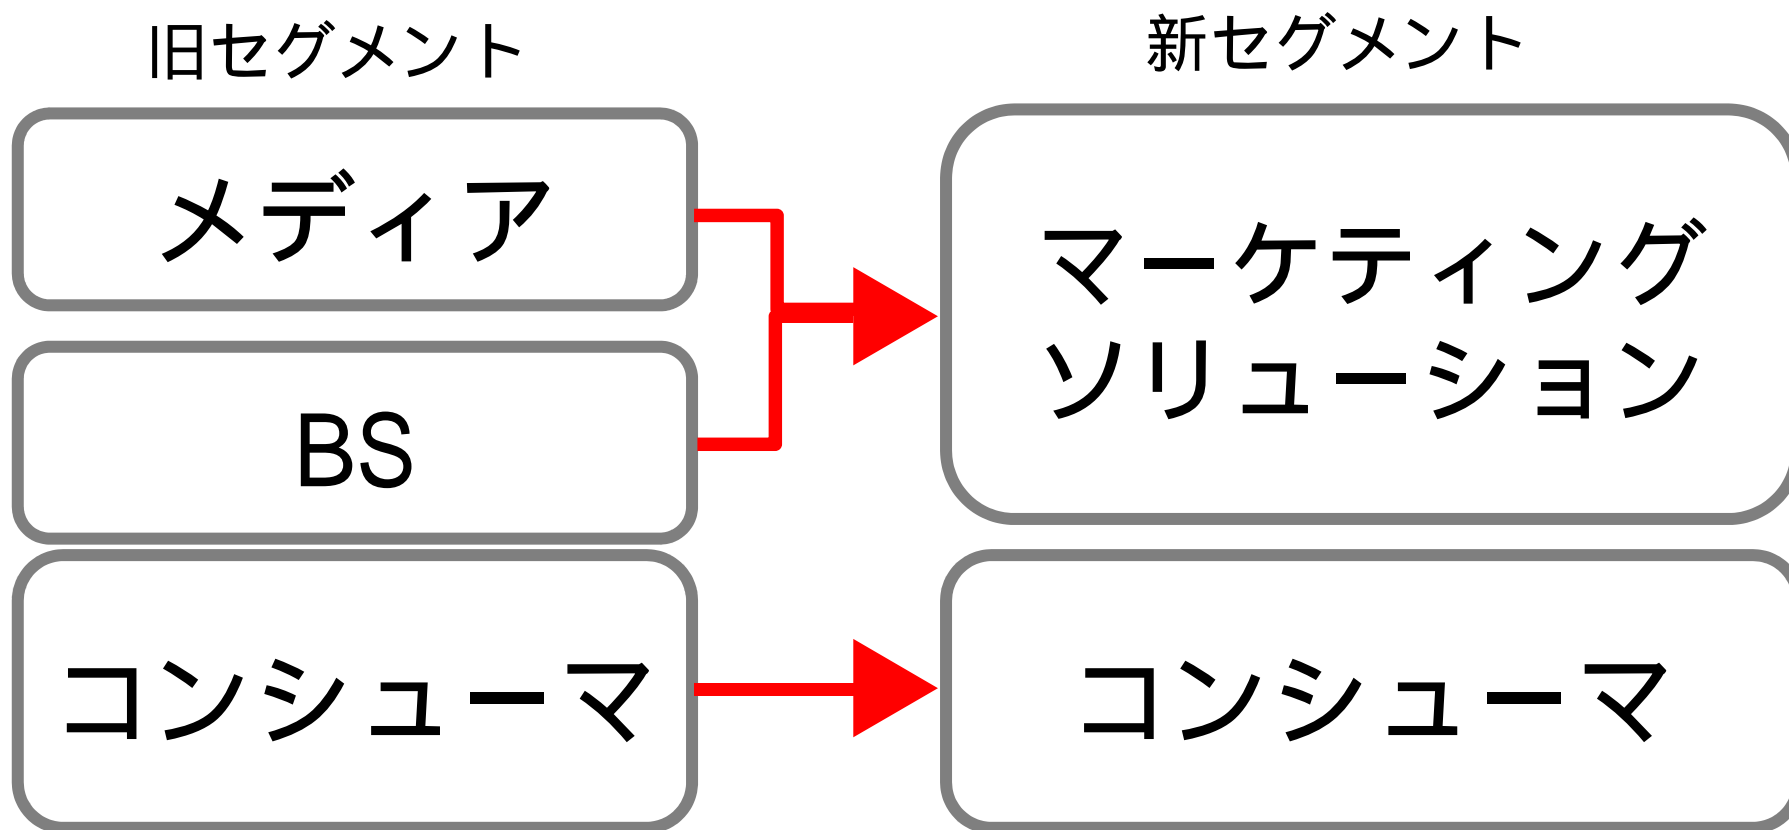 旧セグメント
新セグメント
メディア
BS
コンシューマ
マーケティング
ソリューション
コンシューマ